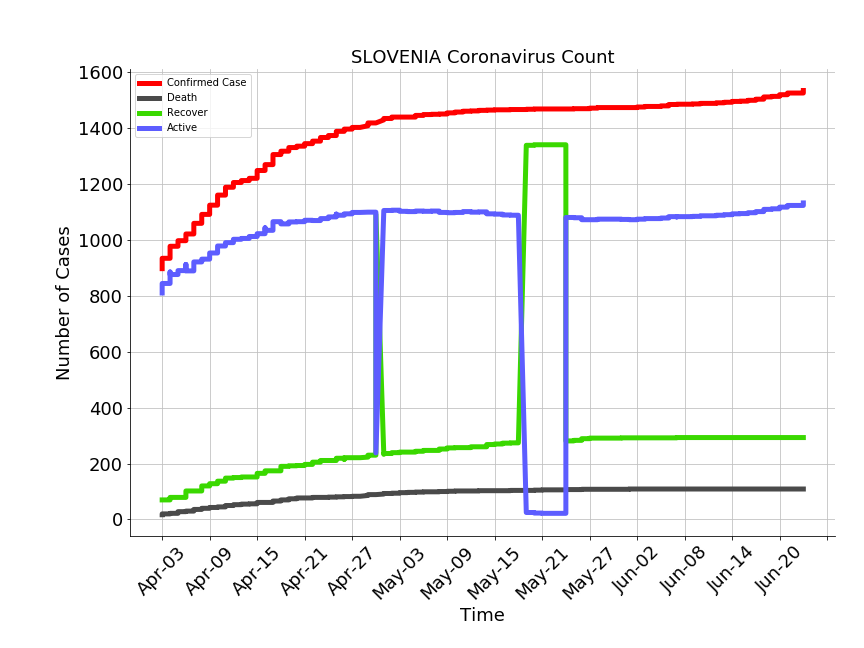 SLOVENIA Coronavirus Count
Confirmed Case
Death
Recover
Active
1600
1400
1200
1000
800
600
400
200
0
Number of Cases
Apr-03
Apr-09
Apr-15
Apr-21
Apr-27
May-03
May-09
May-15
May-21
May-27
Jun-02
Jun-08
Jun-14
Jun-20
Time